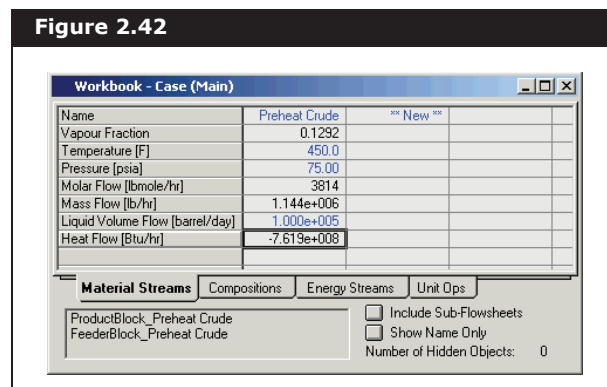 Figure 2.42
Workbook - Case (Main)
Name Preheat Crude ** New **
Vapour Fraction 0.1292
Temperature [F] 450.0
Pressure [psia] 75.00
Molar Flow [lbmole/hr] 3814
Mass Flow [lb/hr] 1.144e+006
Liquid Volume Flow [barrel/day] 1.000e+005
Heat Flow [Btu/hr] -7.619e+008
Material Streams Compositions Energy Streams Unit Ops
ProductBlock_Preheat Crude
FeederBlock_Preheat Crude
Include Sub-Flowsheets
Show Name Only
Number of Hidden Objects: 0